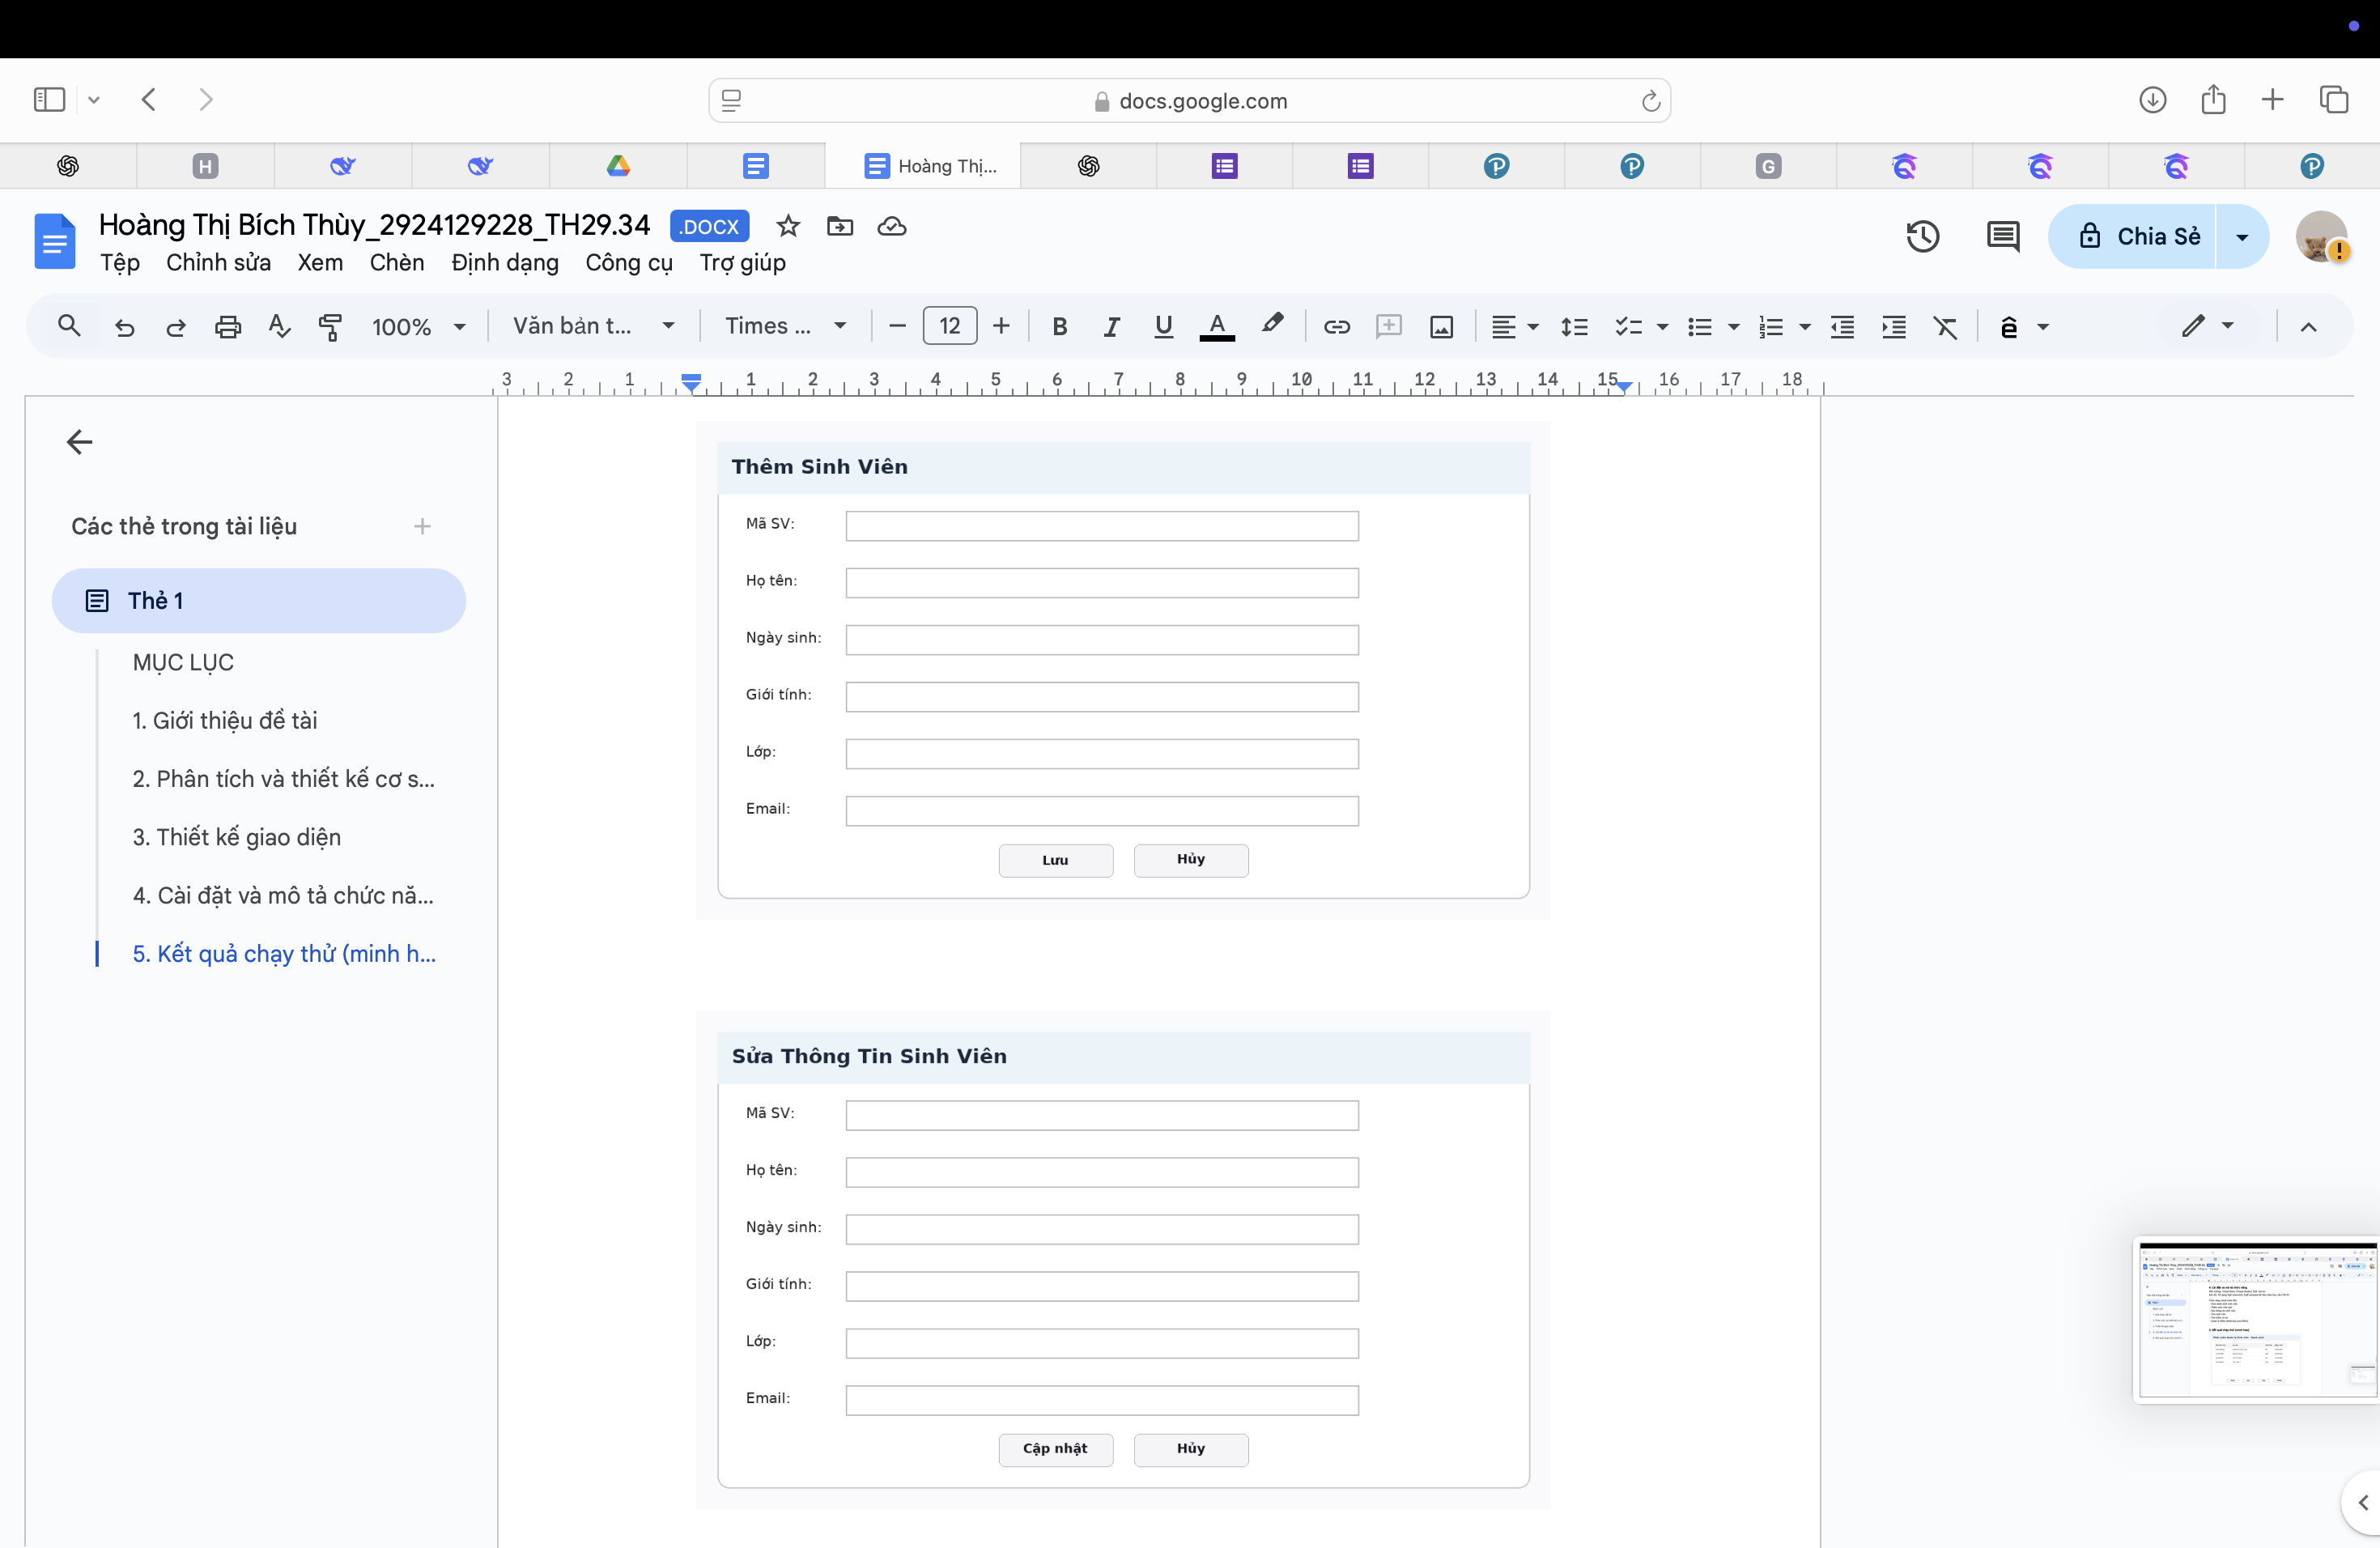 docs.google.com
H
Hoàng Thị...
G
Hoàng Thị Bích Thùy_2924129228_TH29.34 .DOCX
Chia Sẻ
Tệp Chỉnh sửa Xem Chèn Định dạng Công cụ Trợ giúp
100% Văn bản t... Times ... 12 B I U A ê
3 2 1 1 2 3 4 5 6 7 8 9 10 11 12 13 14 15 16 17 18
Các thẻ trong tài liệu
Thẻ 1
MỤC LỤC
1. Giới thiệu đề tài
2. Phân tích và thiết kế cơ s...
3. Thiết kế giao diện
4. Cài đặt và mô tả chức nă...
5. Kết quả chạy thử (minh h...
Thêm Sinh Viên
Mã SV:
Họ tên:
Ngày sinh:
Giới tính:
Lớp:
Email:
Lưu Hủy
Sửa Thông Tin Sinh Viên
Mã SV:
Họ tên:
Ngày sinh:
Giới tính:
Lớp:
Email:
Cập nhật Hủy